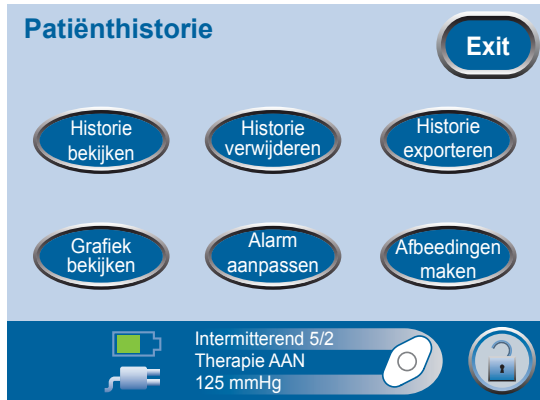 Patiënthistorie
Exit
Historie
bekijken
Historie
verwijderen
Historie
exporteren
Grafiek
bekijken
Alarm
aanpassen
Afbeedingen
maken
Intermitterend 5/2
Therapie AAN
125 mmHg